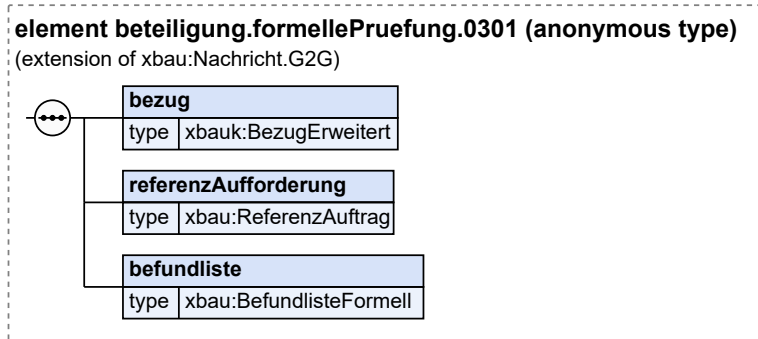 element beteiligung.formellePruefung.0301 (anonymous type)
(extension of xbau:Nachricht.G2G)
bezug
type xbauk:BezugErweitert
referenzAufforderung
type xbau:ReferenzAuftrag
befundliste
type xbau:BefundlisteFormell